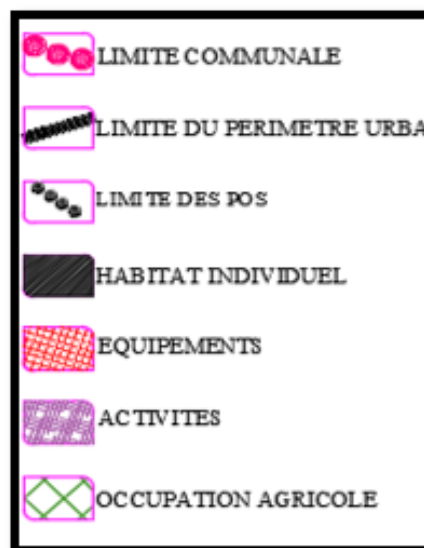 LIMITE COMMUNALE
LIMITE DU PERIMETRE URBA
LIMITE DES POS
HABITAT INDIVIDUEL
EQUIPEMENTS
ACTIVITES
OCCUPATION AGRICOLE